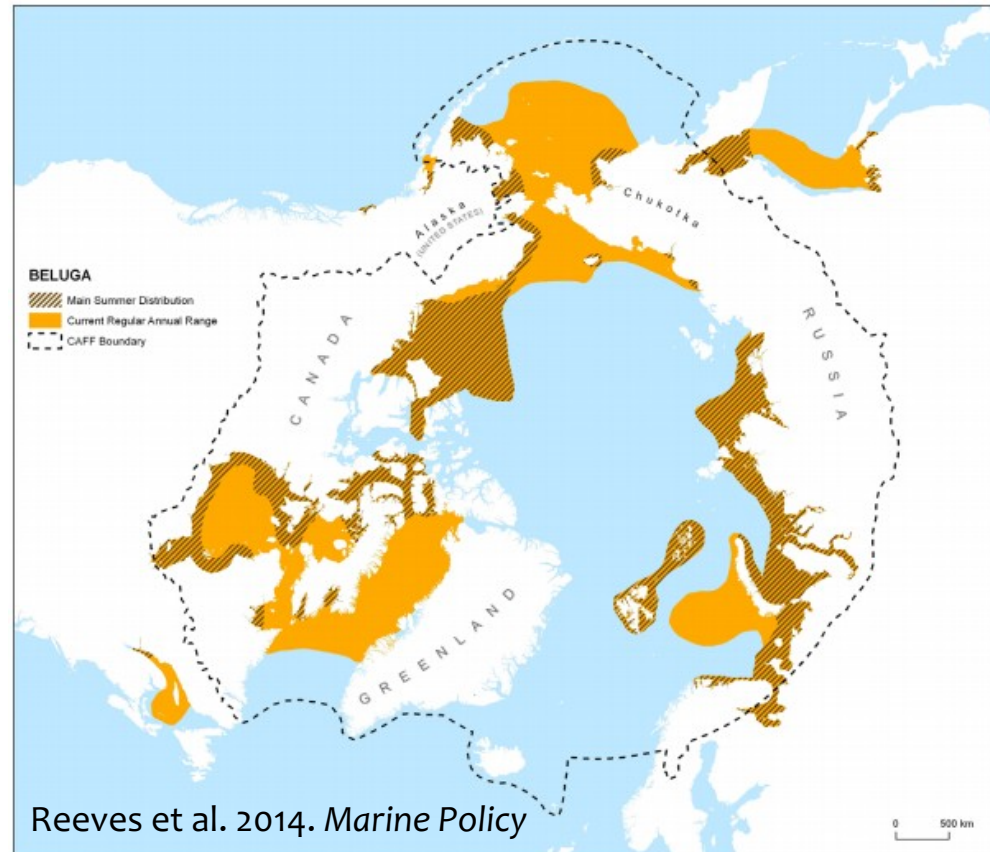 Chukotka
Alaska
(UNITED STATES)
BELUGA
Main Summer Distribution
Current Regular Annual Range
CAFF Boundary
CANADA
RUSSIA
GREENLAND
Reeves et al. 2014. Marine Policy
0 500 km